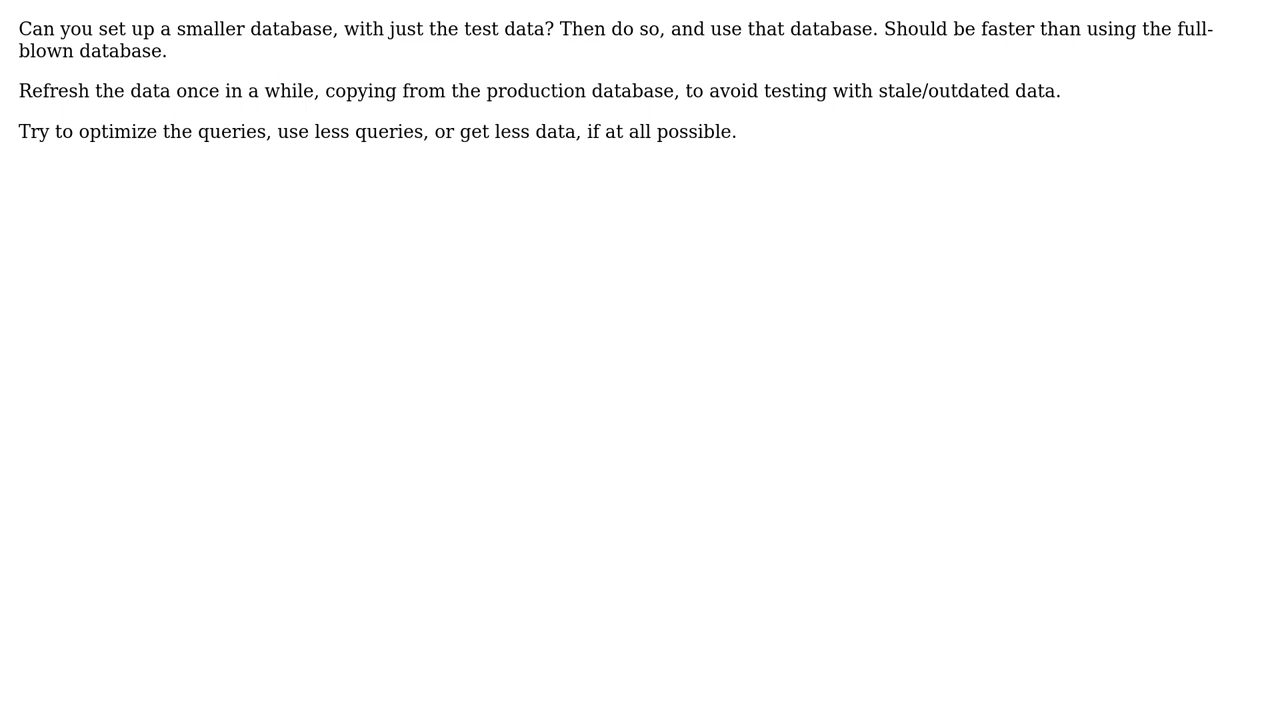 Can you set up a smaller database, with just the test data? Then do so, and use that database. Should be faster than using the full-
blown database.
Refresh the data once in a while, copying from the production database, to avoid testing with stale/outdated data.
Try to optimize the queries, use less queries, or get less data, if at all possible.